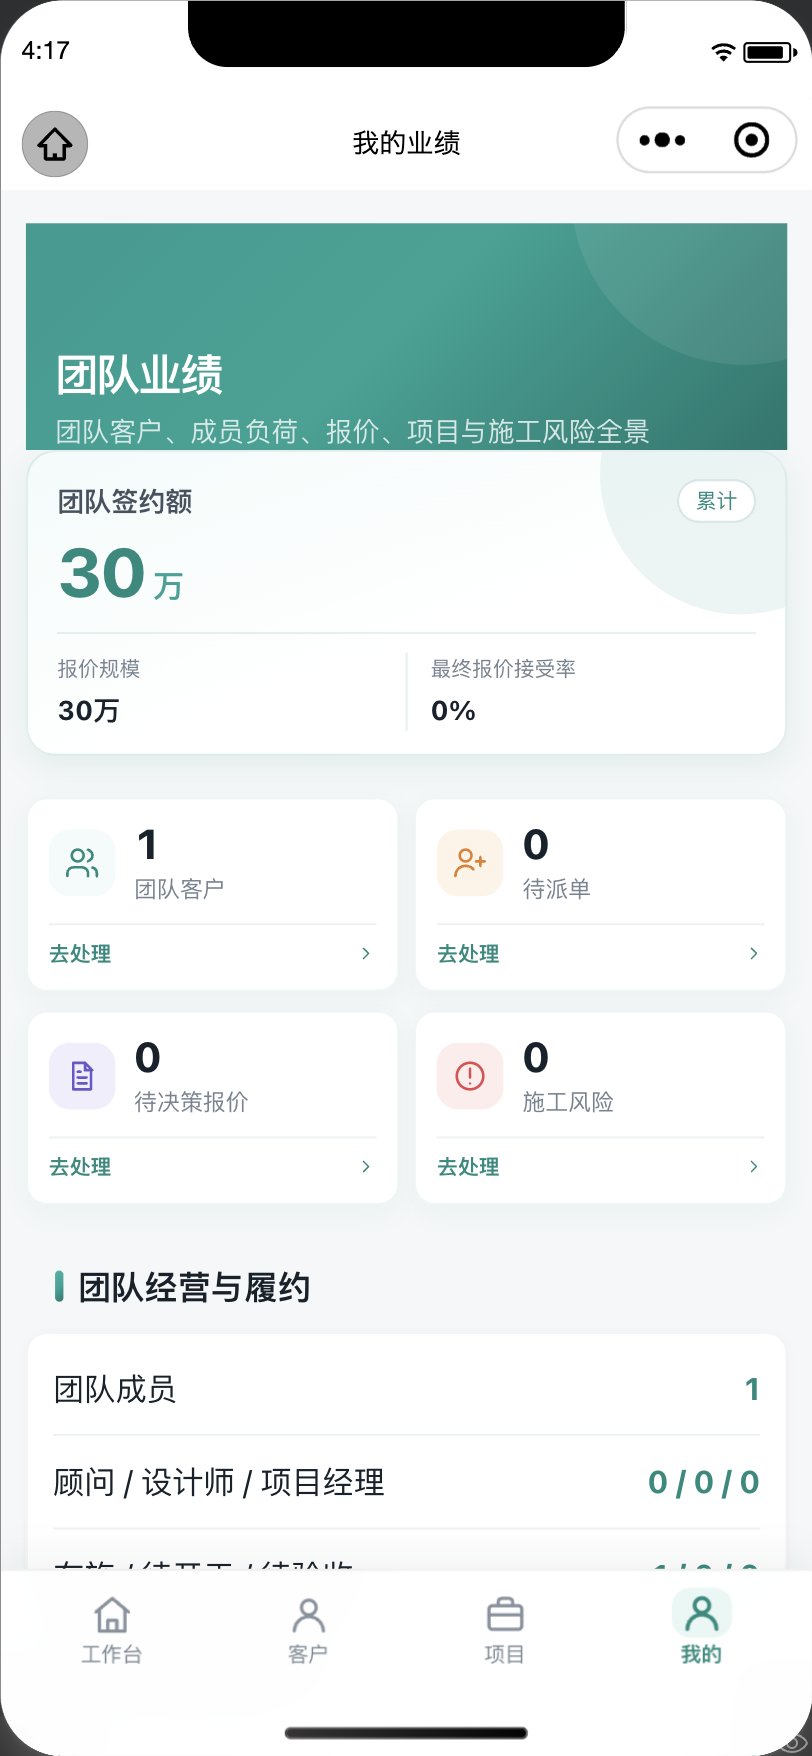 4:17
我的业绩
团队业绩
团队客户、成员负荷、报价、项目与施工风险全景
团队签约额
累计
30 万
报价规模
最终报价接受率
30万
0%
1
团队客户
去处理
0
待派单
去处理
0
待决策报价
去处理
0
施工风险
去处理
团队经营与履约
团队成员
1
顾问 / 设计师 / 项目经理
0 / 0 / 0
工作台
客户
项目
我的